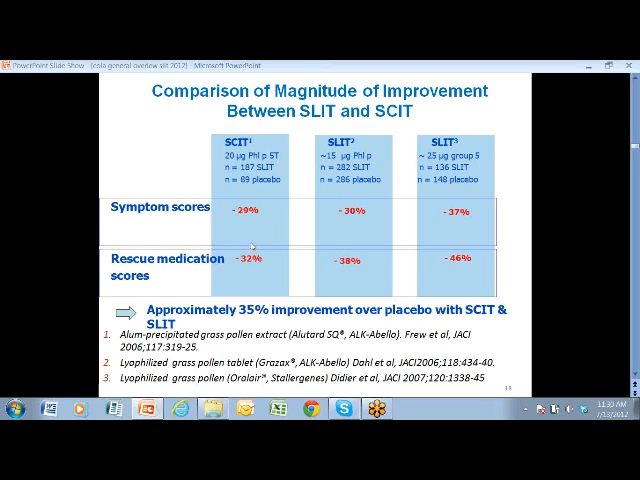 PowerPoint Slide Show - (cola general overview slit 2012) - Microsoft PowerPoint
Comparison of Magnitude of Improvement
Between SLIT and SCIT
SCIT1 SLIT2 SLIT3
20 µg Phl p 5T ~15 µg Phl p ~ 25 µg group 5
n = 187 SLIT n = 282 SLIT n = 136 SLIT
n = 89 placebo n = 286 placebo n = 148 placebo
Symptom scores - 29% - 30% - 37%
Rescue medication - 32% - 38% - 46%
scores
Approximately 35% improvement over placebo with SCIT &
SLIT
1. Alum-precipitated grass pollen extract (Alutard SQ®, ALK-Abello). Frew et al, JACI
2006;117:319-25.
2. Lyophilized grass pollen tablet (Grazax®, ALK-Abello) Dahl et al, JACI2006;118:434-40.
3. Lyophilized grass pollen (Oralair®, Stallergenes) Didier et al, JACI 2007;120:1338-45
18
11:30 AM
7/13/2012